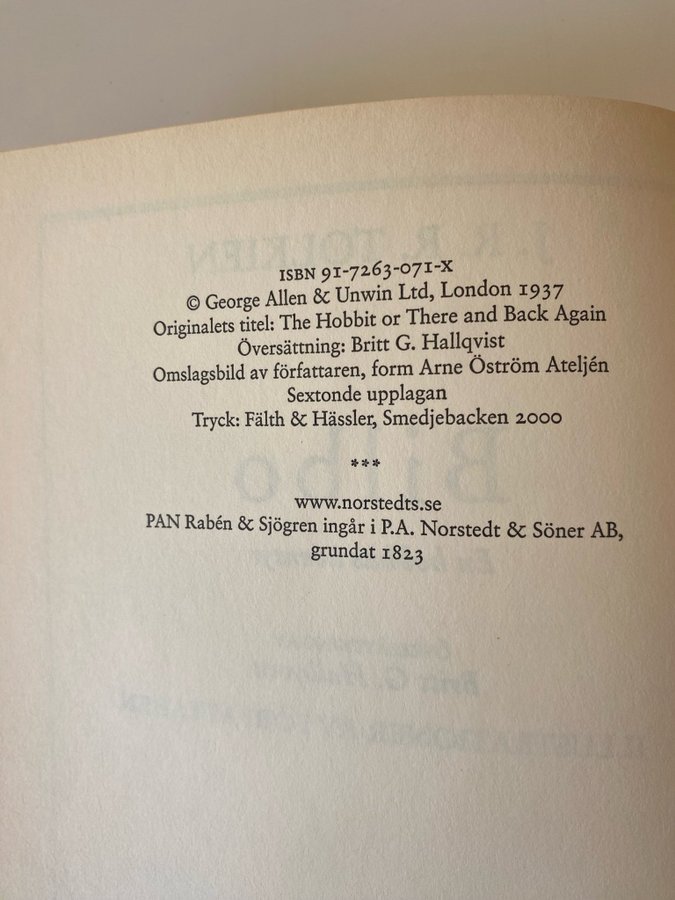 ISBN 91-7263-071-X
© George Allen & Unwin Ltd, London 1937
Originalets titel: The Hobbit or There and Back Again
Översättning: Britt G. Hallqvist
Omslagsbild av författaren, form Arne Öström Ateljén
Sextonde upplagan
Tryck: Fälth & Hässler, Smedjebacken 2000
***
www.norstedts.se
PAN Rabén & Sjögren ingår i P.A. Norstedt & Söner AB,
grundat 1823